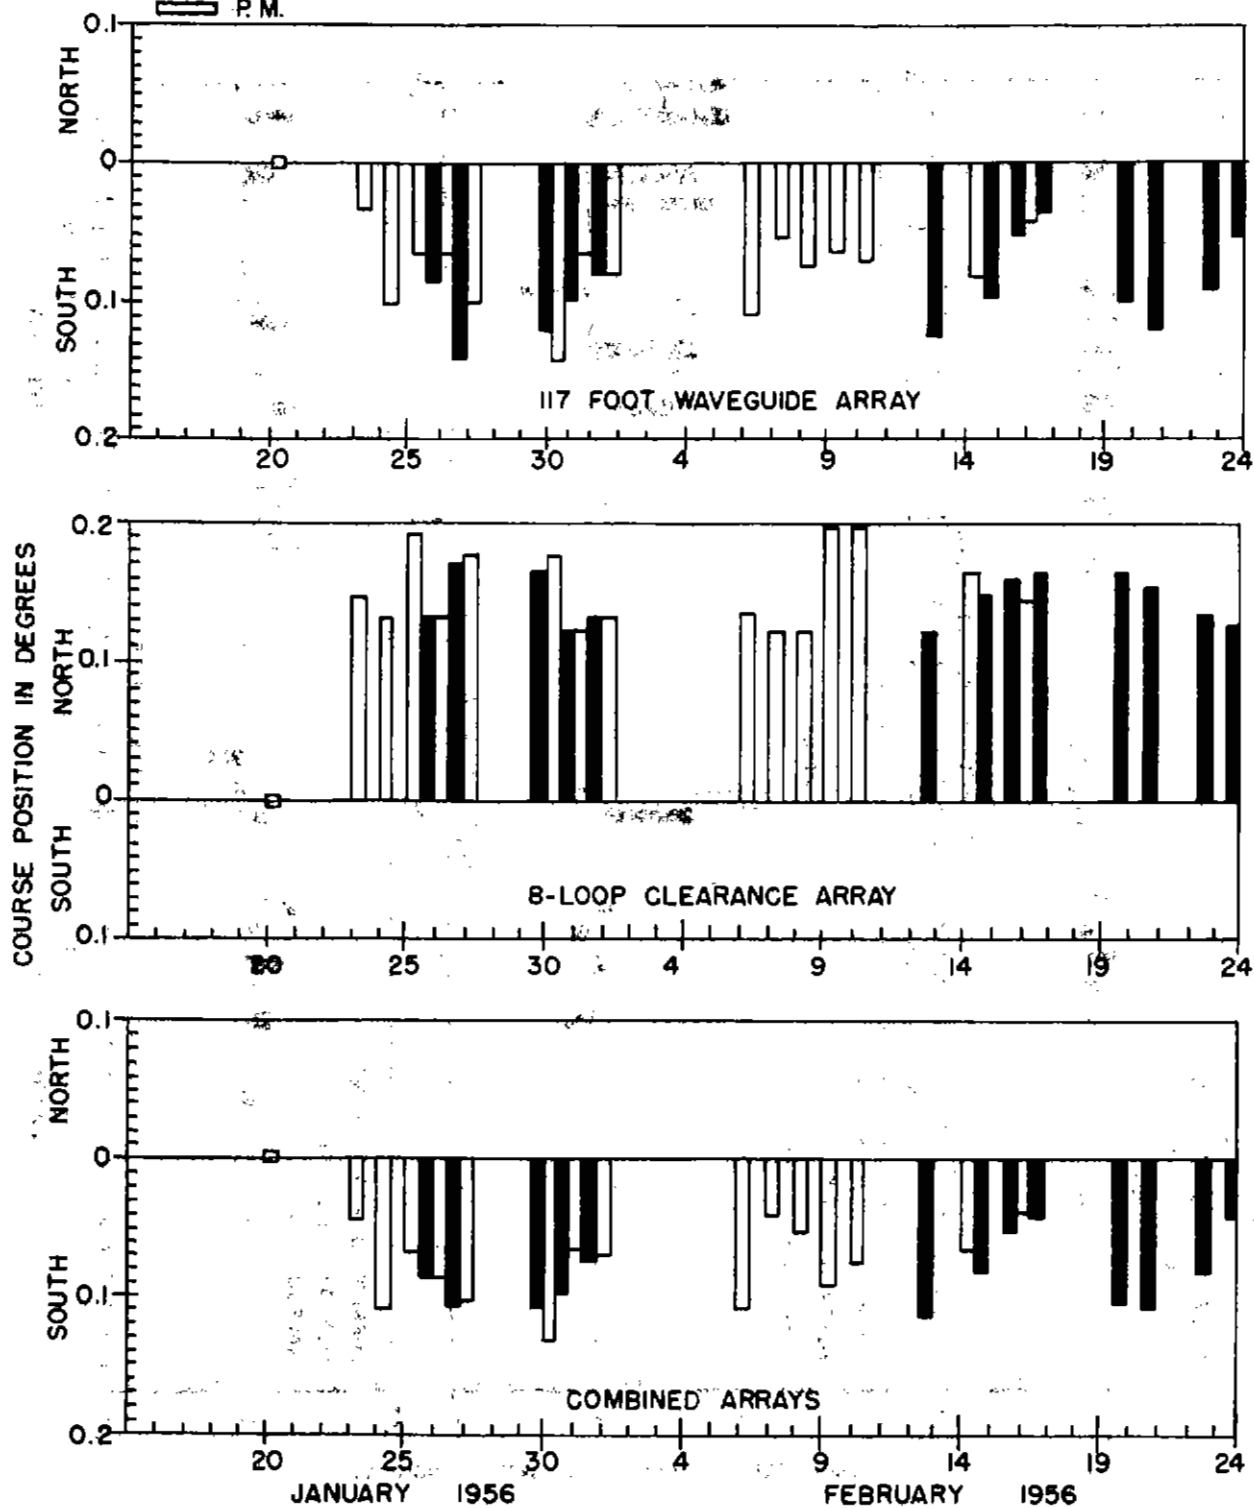 P.M.
0.1
NORTH
0
SOUTH
0.1
117 FOOT WAVEGUIDE ARRAY
0.2
20 25 30 4 9 14 19 24
COURSE POSITION IN DEGREES
0.2
NORTH
0.1
0
SOUTH
8-LOOP CLEARANCE ARRAY
0.1
20 25 30 4 9 14 19 24
0.1
NORTH
0
SOUTH
0.1
COMBINED ARRAYS
0.2
20 25 30 4 9 14 19 24
JANUARY 1956 FEBRUARY 1956